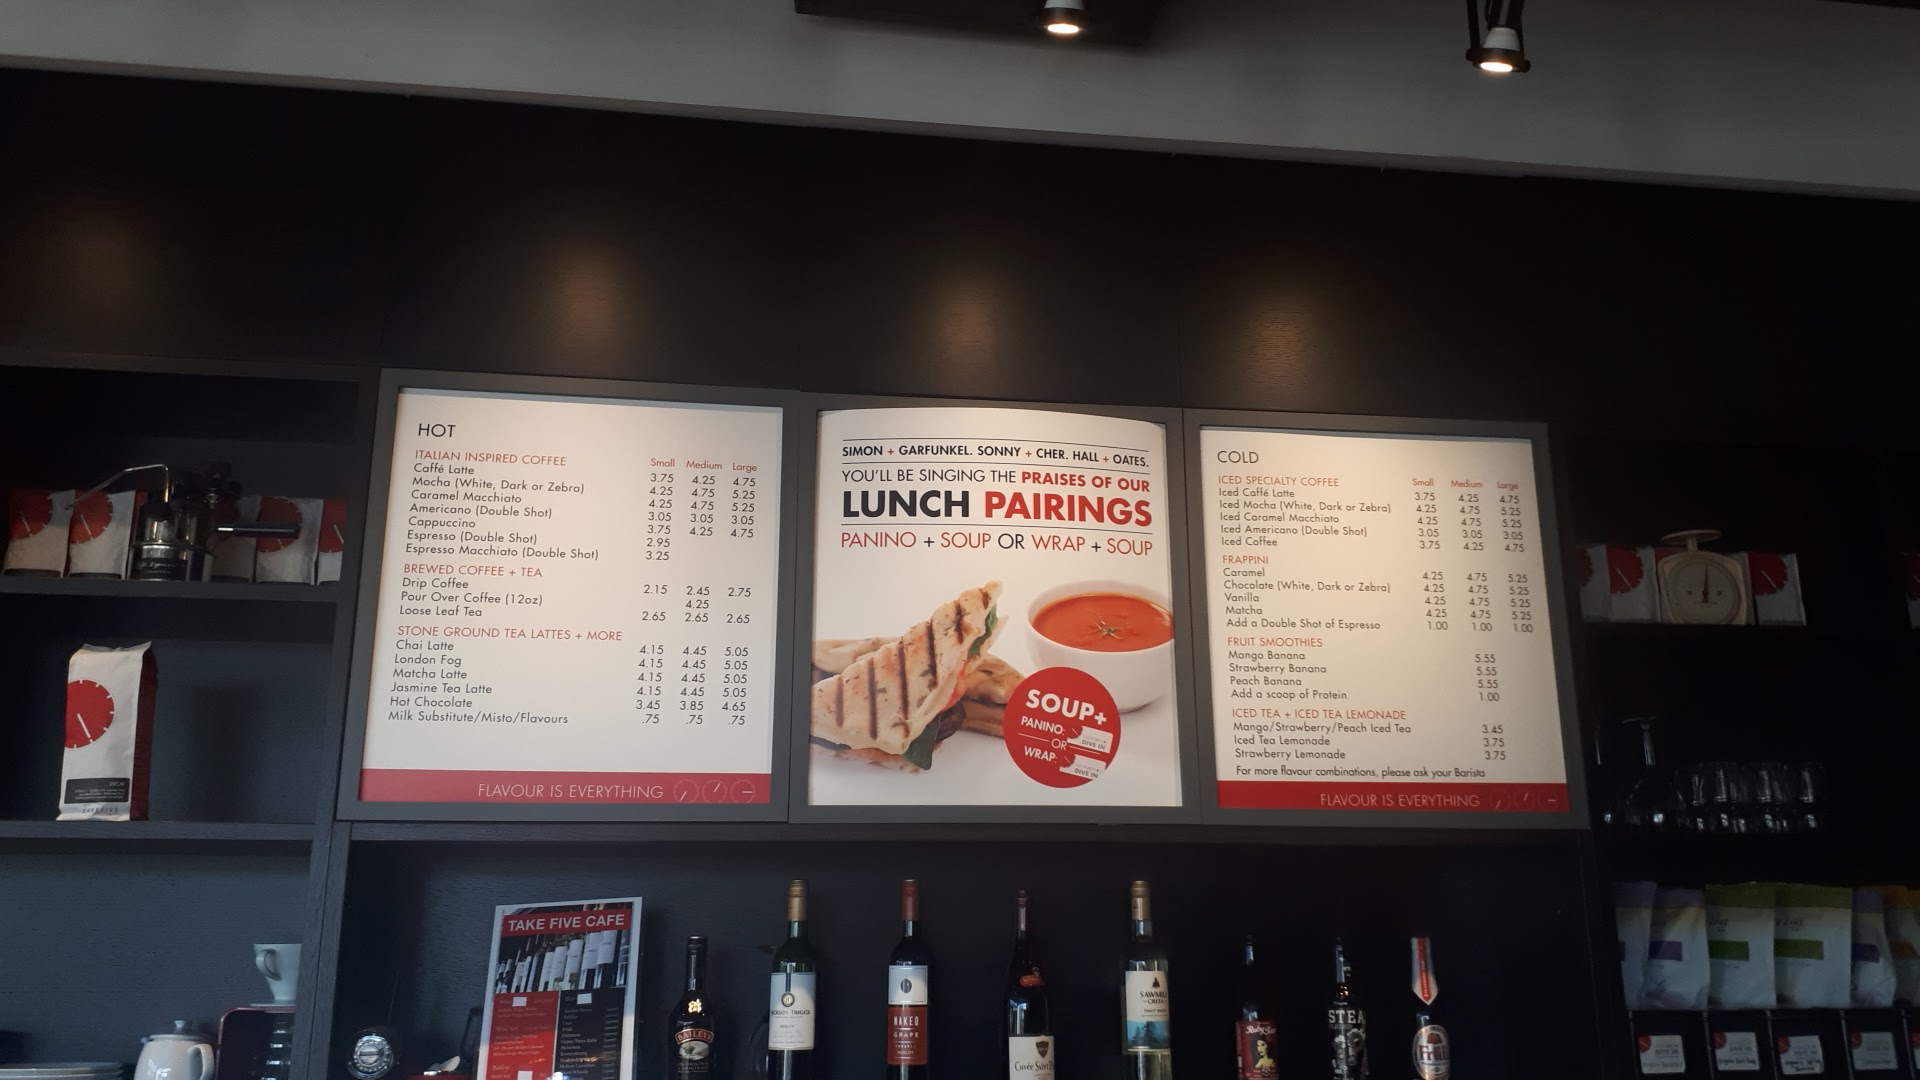 HOT
ITALIAN INSPIRED COFFEE Small Medium Large
Caffé Latte 3.75 4.25 4.75
Mocha (White, Dark or Zebra) 4.25 4.75 5.25
Caramel Macchiato 4.25 4.75 5.25
Americano (Double Shot) 3.05 3.05 3.05
Cappuccino 3.75 4.25 4.75
Espresso (Double Shot) 2.95
Espresso Macchiato (Double Shot) 3.25
BREWED COFFEE + TEA
Drip Coffee 2.15 2.45 2.75
Pour Over Coffee (12oz) 4.25
Loose Leaf Tea 2.65 2.65 2.65
STONE GROUND TEA LATTES + MORE
Chai Latte 4.15 4.45 5.05
London Fog 4.15 4.45 5.05
Matcha Latte 4.15 4.45 5.05
Jasmine Tea Latte 4.15 4.45 5.05
Hot Chocolate 3.45 3.85 4.65
Milk Substitute/Misto/Flavours .75 .75 .75
FLAVOUR IS EVERYTHING
SIMON + GARFUNKEL. SONNY + CHER. HALL + OATES.
YOU'LL BE SINGING THE PRAISES OF OUR
LUNCH PAIRINGS
PANINO + SOUP OR WRAP + SOUP
SOUP+
PANINO
DIVE IN
OR
WRAP
DIVE IN
COLD
ICED SPECIALTY COFFEE Small Medium Large
Iced Caffé Latte 3.75 4.25 4.75
Iced Mocha (White, Dark or Zebra) 4.25 4.75 5.25
Iced Caramel Macchiato 4.25 4.75 5.25
Iced Americano (Double Shot) 3.05 3.05 3.05
Iced Coffee 3.75 4.25 4.75
FRAPPINI
Caramel 4.25 4.75 5.25
Chocolate (White, Dark or Zebra) 4.25 4.75 5.25
Vanilla 4.25 4.75 5.25
Matcha 4.25 4.75 5.25
Add a Double Shot of Espresso 1.00 1.00 1.00
FRUIT SMOOTHIES
Mango Banana 5.55
Strawberry Banana 5.55
Peach Banana 5.55
Add a scoop of Protein 1.00
ICED TEA + ICED TEA LEMONADE
Mango/Strawberry/Peach Iced Tea 3.45
Iced Tea Lemonade 3.75
Strawberry Lemonade 3.75
For more flavour combinations, please ask your Barista
FLAVOUR IS EVERYTHING
TAKE FIVE CAFE
BAILEYS
NAKED
GRAPE
SAWMILL
CREEK